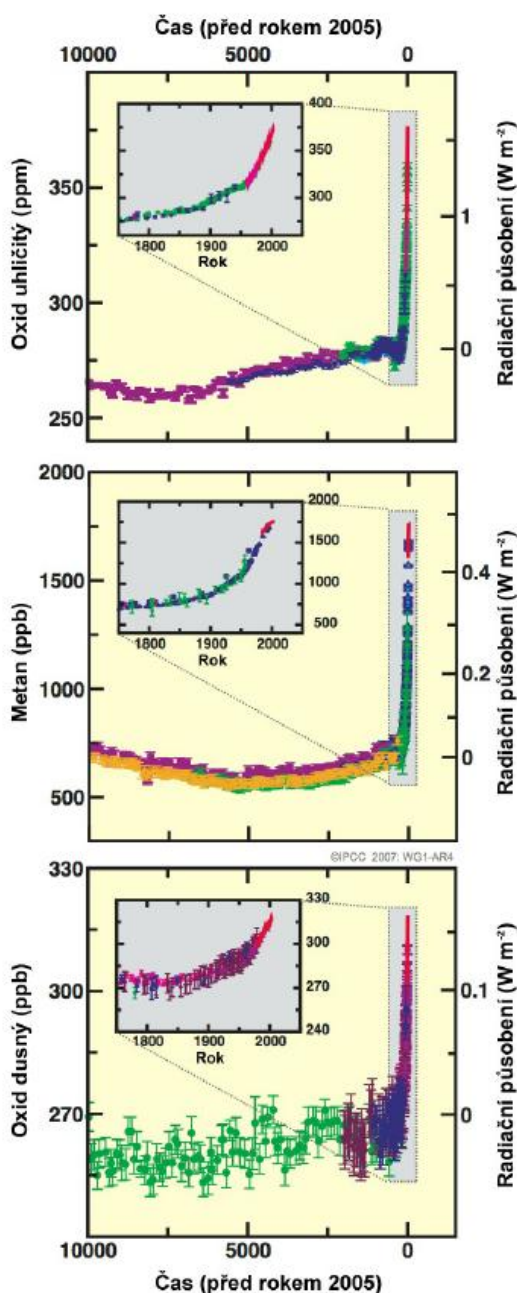 Čas (před rokem 2005)
10000 5000 0
Oxid uhličitý (ppm)
350
300
250
400
350
300
1800 1900 2000
Rok
1
0
Radiační působení (W m⁻²)
Metan (ppb)
2000
1500
1000
500
2000
1500
1000
500
1800 1900 2000
Rok
0.4
0.2
0
Radiační působení (W m⁻²)
©IPCC 2007: WG1-AR4
Oxid dusný (ppb)
330
300
270
330
300
270
240
1800 1900 2000
Rok
0.1
0
Radiační působení (W m⁻²)
10000 5000 0
Čas (před rokem 2005)